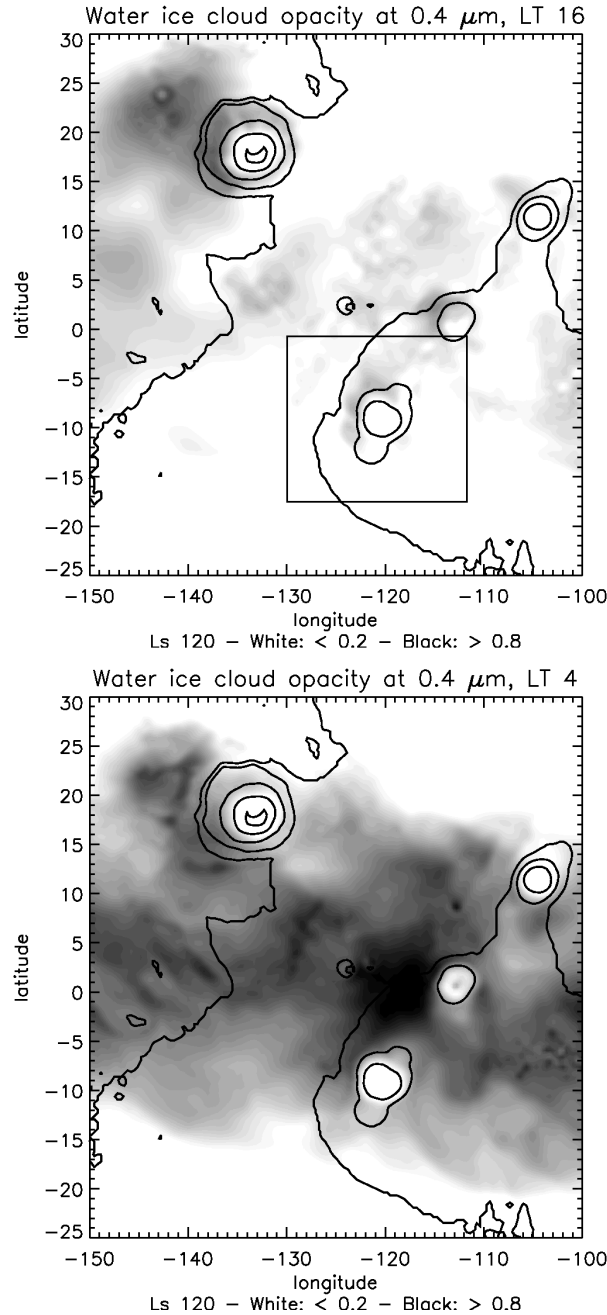 Water ice cloud opacity at 0.4 μm, LT 16
30
25
20
15
10
5
0
-5
-10
-15
-20
-25
latitude
-150 -140 -130 -120 -110 -100
longitude
Ls 120 - White: < 0.2 - Black: > 0.8
Water ice cloud opacity at 0.4 μm, LT 4
30
25
20
15
10
5
0
-5
-10
-15
-20
-25
latitude
-150 -140 -130 -120 -110 -100
longitude
Ls 120 - White: < 0.2 - Black: > 0.8